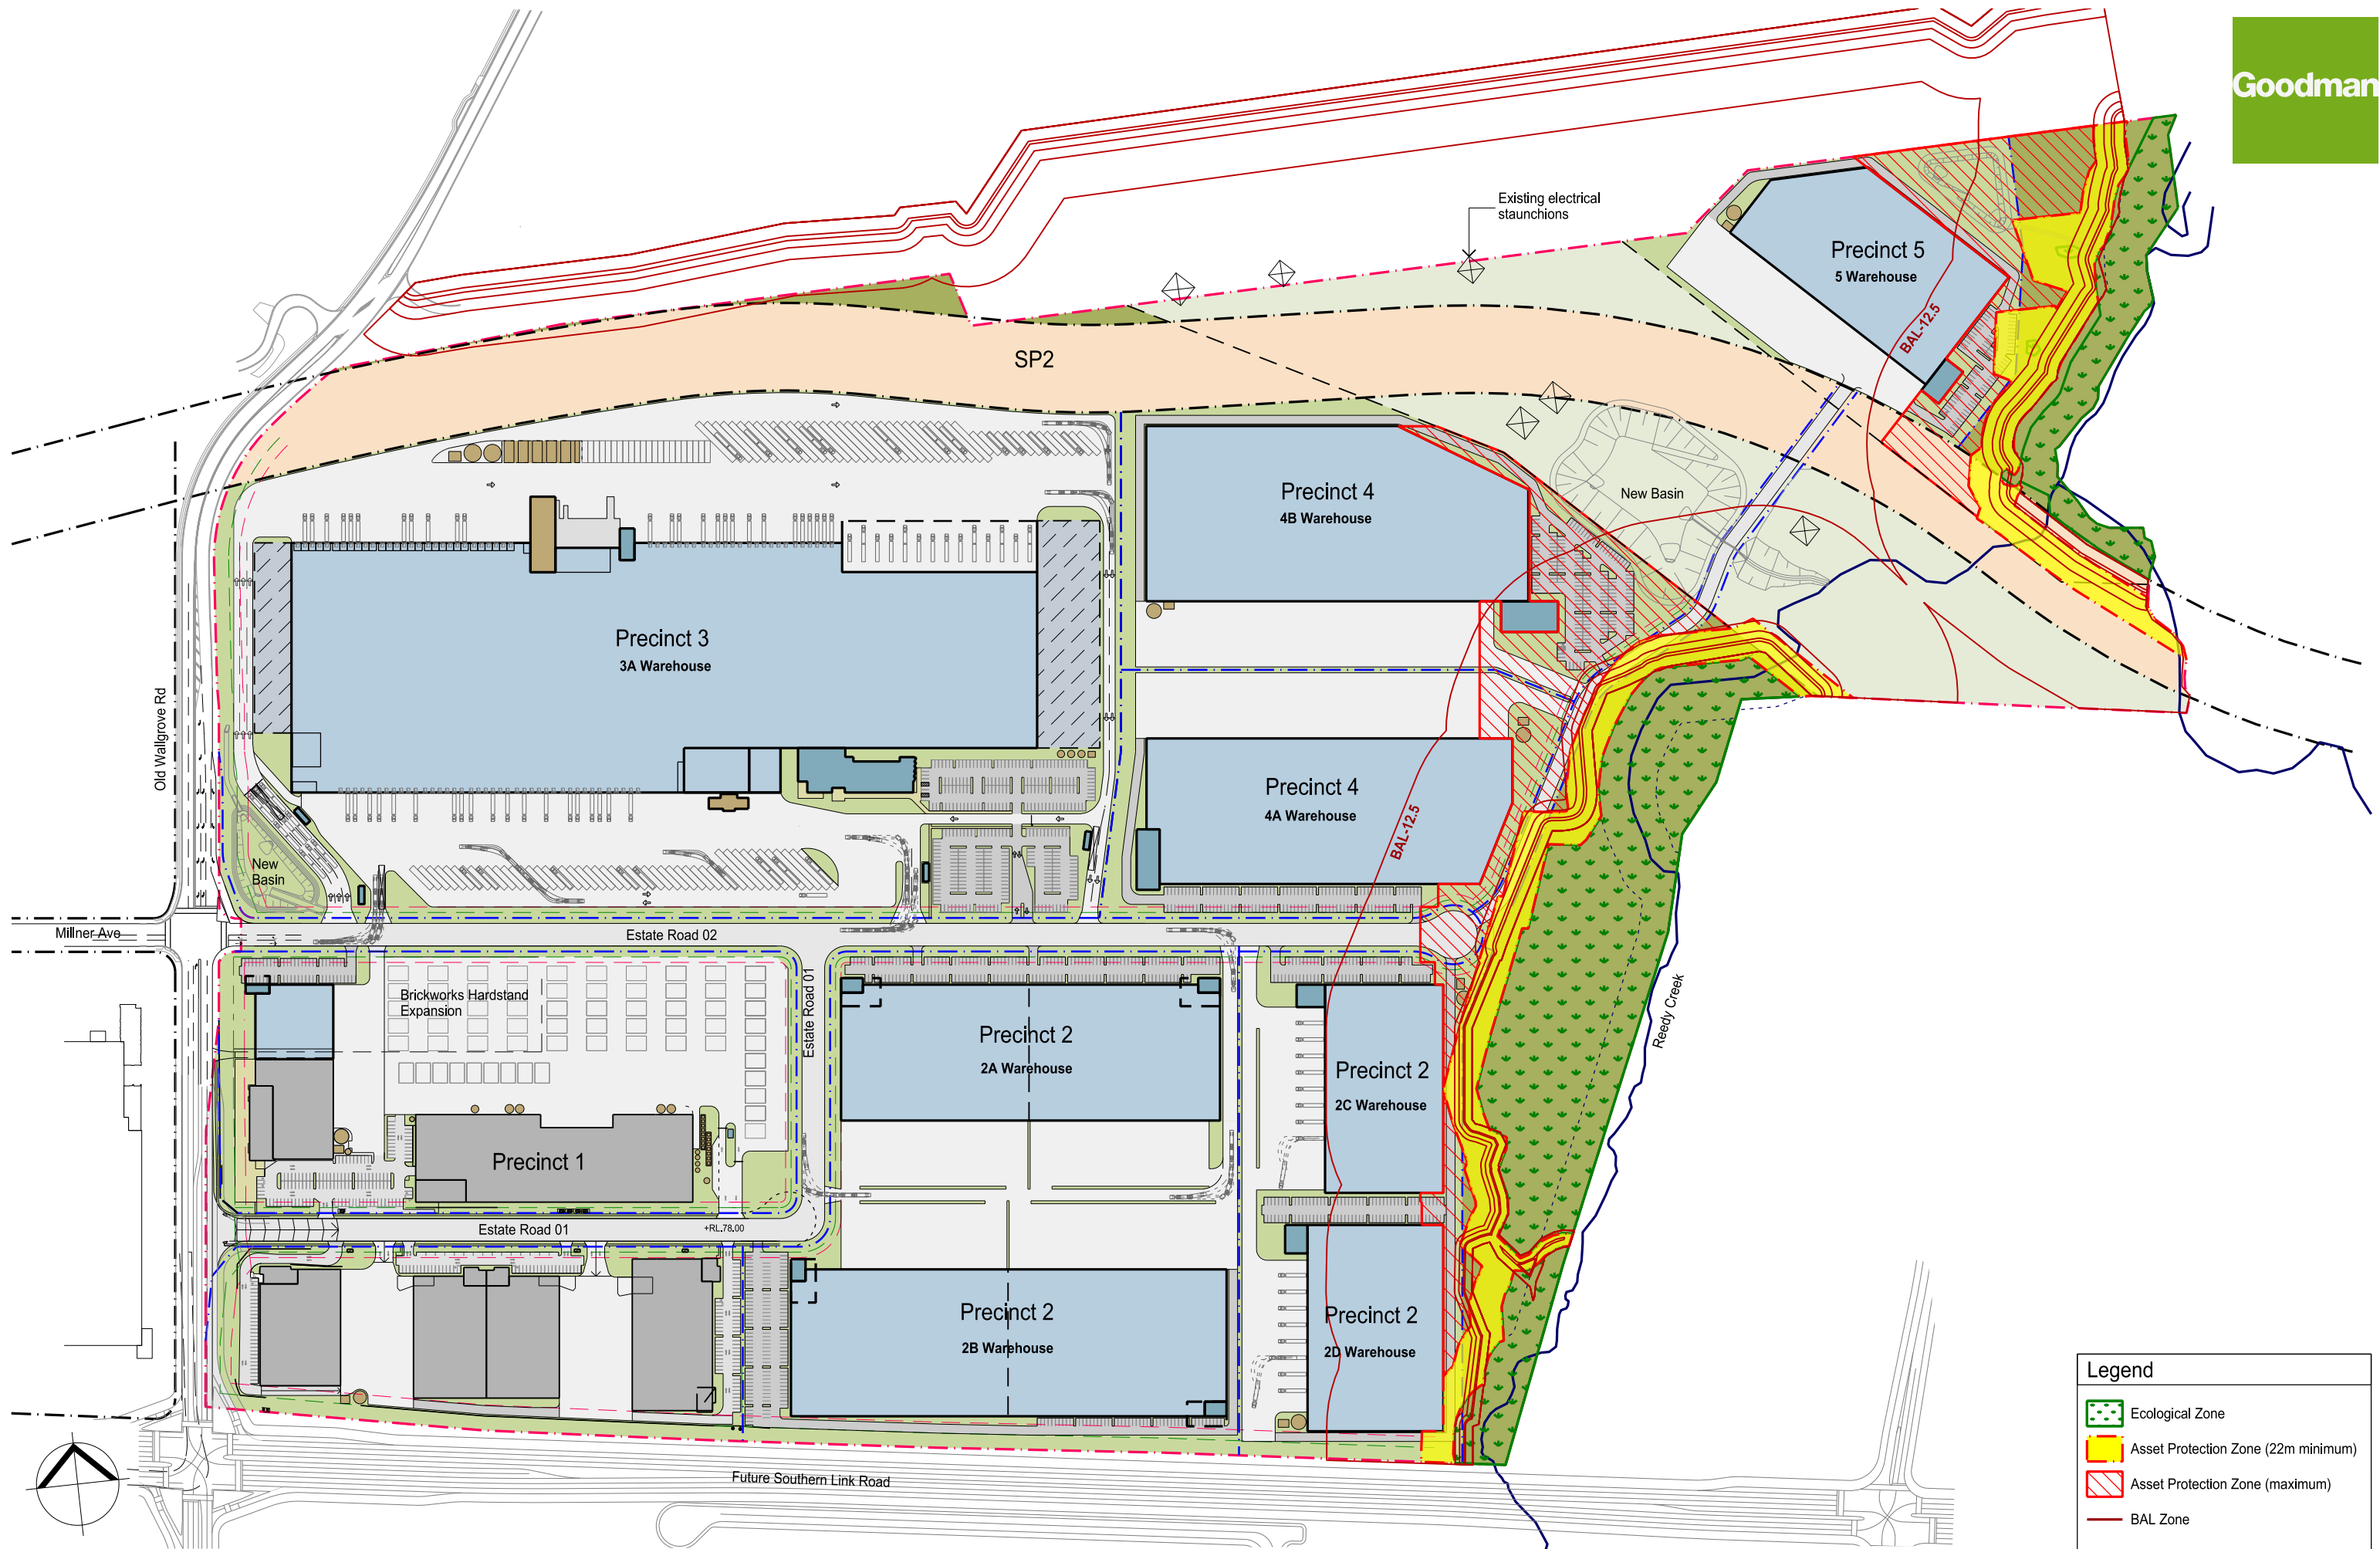 Goodman
Existing electrical
staunchions
Precinct 5
5 Warehouse
BAL-12.5
SP2
Precinct 4
4B Warehouse
New Basin
Precinct 3
3A Warehouse
Old Wallgrove Rd
Precinct 4
4A Warehouse
BAL-12.5
New
Basin
Millner Ave
Estate Road 02
Brickworks Hardstand
Expansion
Estate Road 01
Precinct 2
2A Warehouse
Precinct 2
2C Warehouse
Reedy Creek
Precinct 1
Estate Road 01
+RL.78.00
Precinct 2
2B Warehouse
Precinct 2
2D Warehouse
Future Southern Link Road
Legend
Ecological Zone
Asset Protection Zone (22m minimum)
Asset Protection Zone (maximum)
BAL Zone